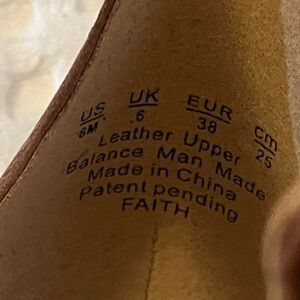 US UK EUR cm
8M 6 38 25
Leather Upper
Balance Man Made
Made in China
Patent pending
FAITH